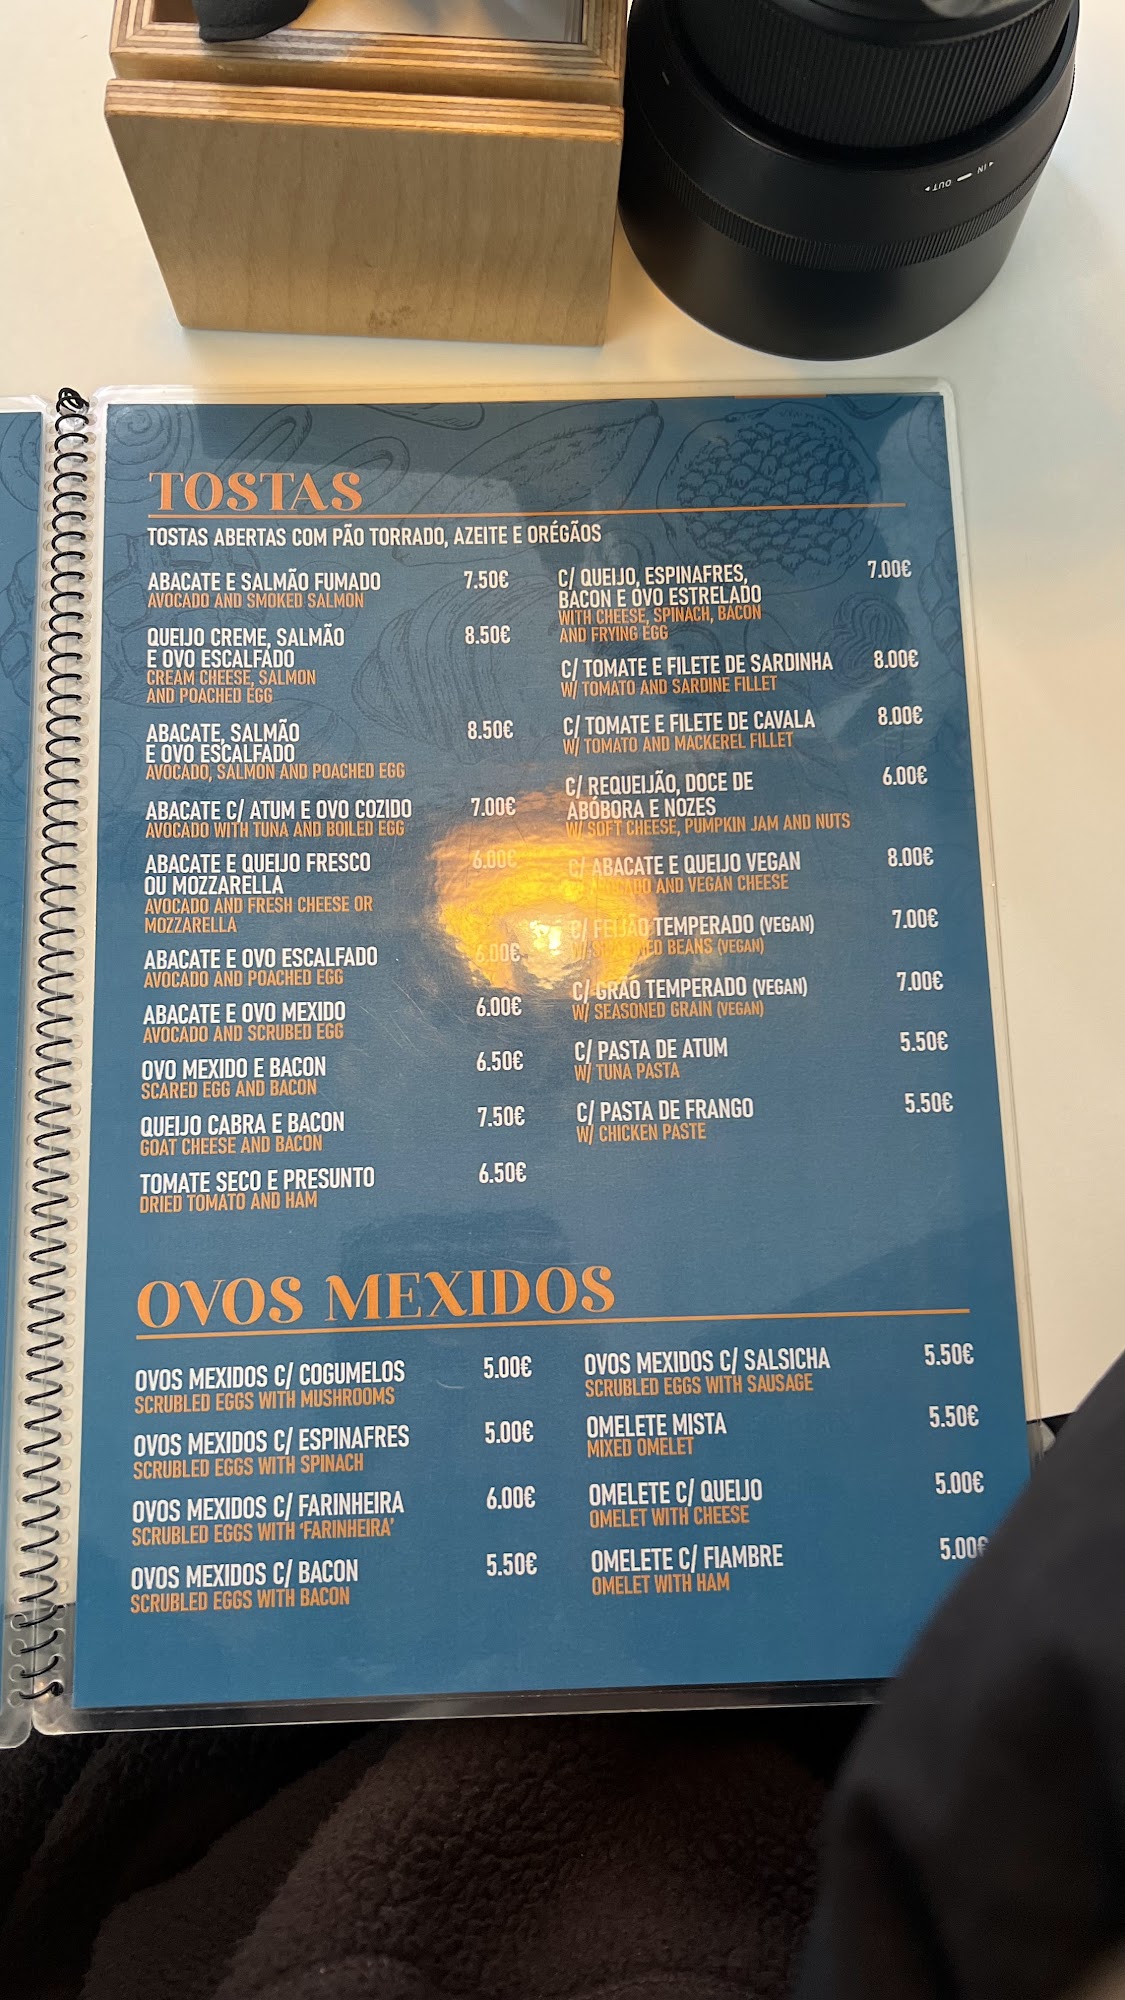 IN — OUT
TOSTAS
TOSTAS ABERTAS COM PÃO TORRADO, AZEITE E ORÉGÃOS
ABACATE E SALMÃO FUMADO 7.50€
AVOCADO AND SMOKED SALMON
QUEIJO CREME, SALMÃO 8.50€
E OVO ESCALFADO
CREAM CHEESE, SALMON
AND POACHED EGG
ABACATE, SALMÃO 8.50€
E OVO ESCALFADO
AVOCADO, SALMON AND POACHED EGG
ABACATE C/ ATUM E OVO COZIDO 7.00€
AVOCADO WITH TUNA AND BOILED EGG
ABACATE E QUEIJO FRESCO 6.00€
OU MOZZARELLA
AVOCADO AND FRESH CHEESE OR
MOZZARELLA
ABACATE E OVO ESCALFADO 6.00€
AVOCADO AND POACHED EGG
ABACATE E OVO MEXIDO 6.00€
AVOCADO AND SCRUBED EGG
OVO MEXIDO E BACON 6.50€
SCARED EGG AND BACON
QUEIJO CABRA E BACON 7.50€
GOAT CHEESE AND BACON
TOMATE SECO E PRESUNTO 6.50€
DRIED TOMATO AND HAM
C/ QUEIJO, ESPINAFRES, 7.00€
BACON E OVO ESTRELADO
WITH CHEESE, SPINACH, BACON
AND FRYING EGG
C/ TOMATE E FILETE DE SARDINHA 8.00€
W/ TOMATO AND SARDINE FILLET
C/ TOMATE E FILETE DE CAVALA 8.00€
W/ TOMATO AND MACKEREL FILLET
C/ REQUEIJÃO, DOCE DE 6.00€
ABÓBORA E NOZES
W/ SOFT CHEESE, PUMPKIN JAM AND NUTS
C/ ABACATE E QUEIJO VEGAN 8.00€
AND VEGAN CHEESE
C/ FEIJÃO TEMPERADO (VEGAN) 7.00€
BEANS (VEGAN)
C/ GRÃO TEMPERADO (VEGAN) 7.00€
W/ SEASONED GRAIN (VEGAN)
C/ PASTA DE ATUM 5.50€
W/ TUNA PASTA
C/ PASTA DE FRANGO 5.50€
W/ CHICKEN PASTE
OVOS MEXIDOS
OVOS MEXIDOS C/ COGUMELOS 5.00€
SCRUBLED EGGS WITH MUSHROOMS
OVOS MEXIDOS C/ ESPINAFRES 5.00€
SCRUBLED EGGS WITH SPINACH
OVOS MEXIDOS C/ FARINHEIRA 6.00€
SCRUBLED EGGS WITH 'FARINHEIRA'
OVOS MEXIDOS C/ BACON 5.50€
SCRUBLED EGGS WITH BACON
OVOS MEXIDOS C/ SALSICHA 5.50€
SCRUBLED EGGS WITH SAUSAGE
OMELETE MISTA 5.50€
MIXED OMELET
OMELETE C/ QUEIJO 5.00€
OMELET WITH CHEESE
OMELETE C/ FIAMBRE 5.00€
OMELET WITH HAM